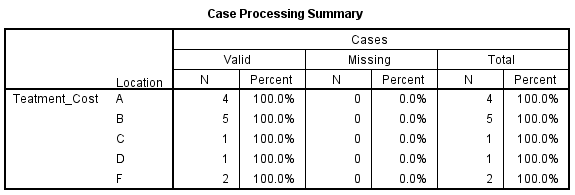 Case Processing Summary
Cases
Valid Missing Total
Location N Percent N Percent N Percent
Teatment_Cost A 4 100.0% 0 0.0% 4 100.0%
B 5 100.0% 0 0.0% 5 100.0%
C 1 100.0% 0 0.0% 1 100.0%
D 1 100.0% 0 0.0% 1 100.0%
F 2 100.0% 0 0.0% 2 100.0%